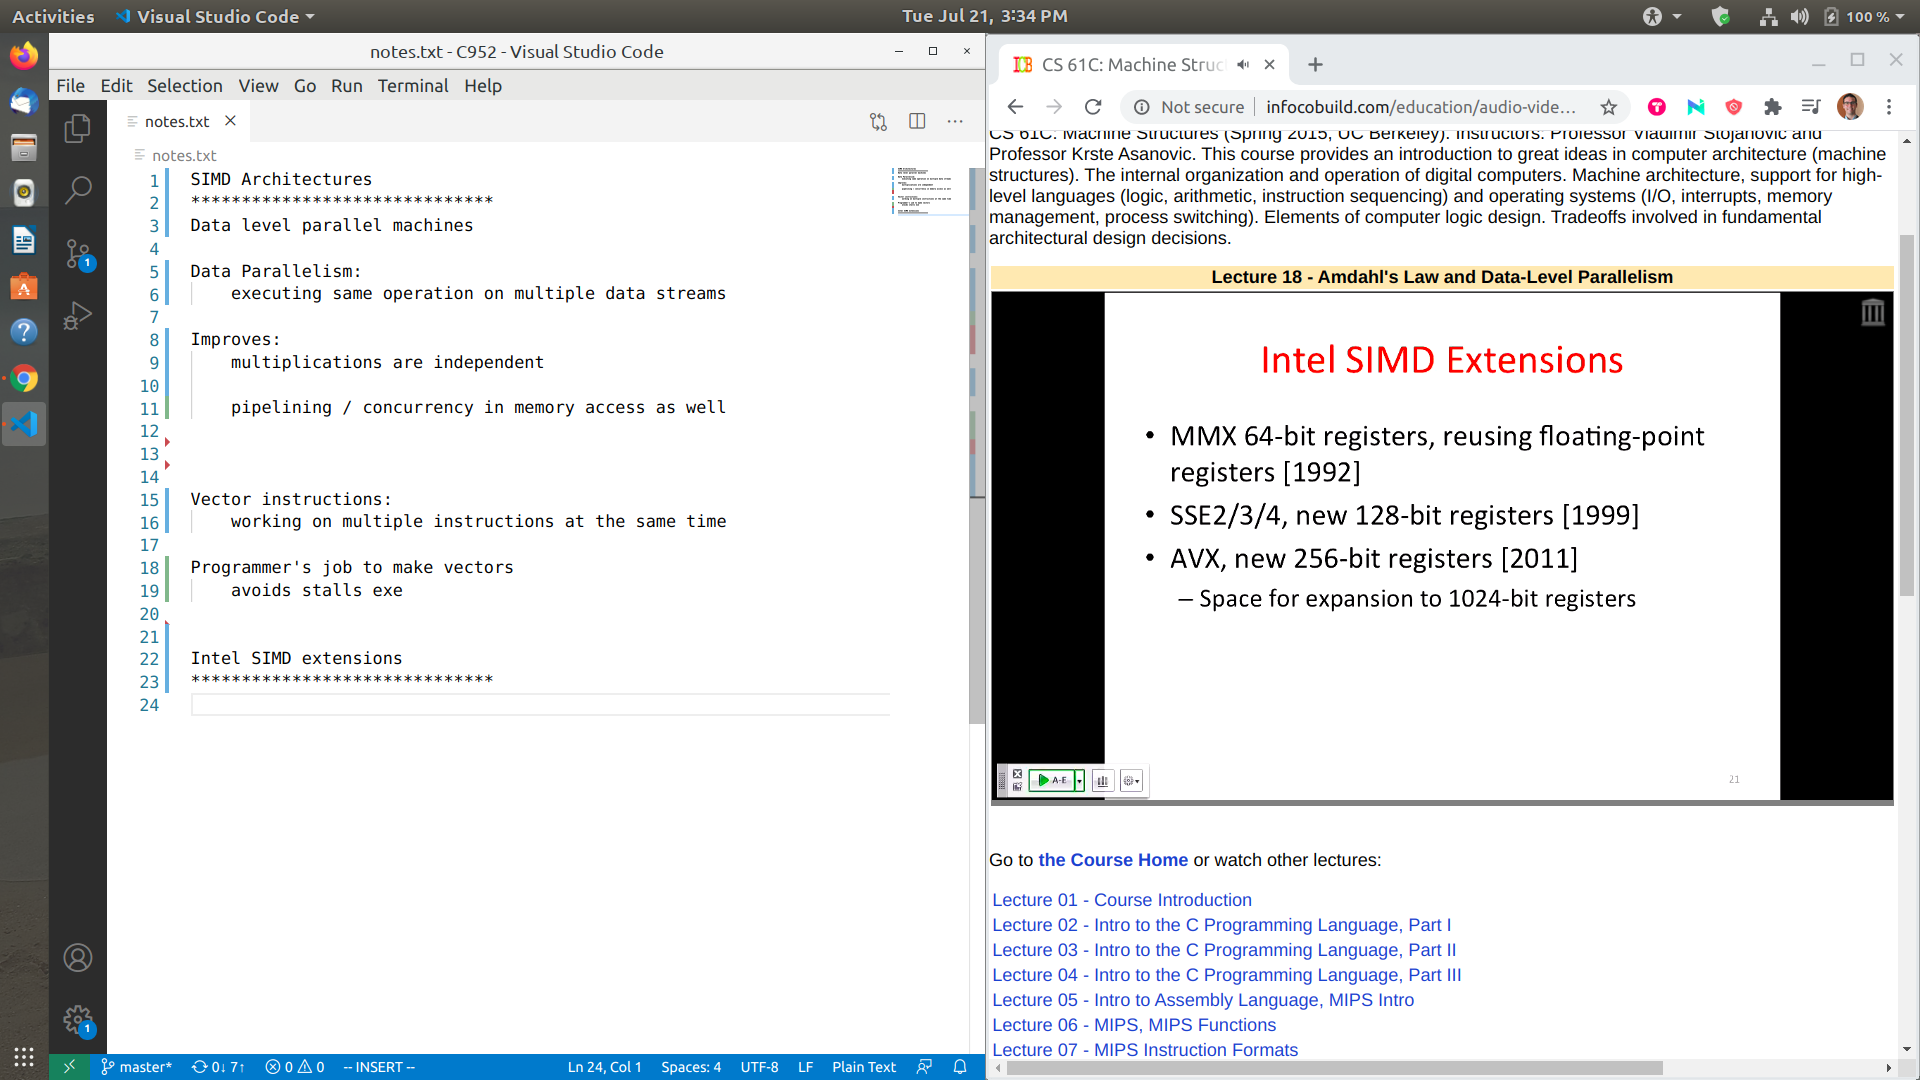 Activities
Visual Studio Code
Tue Jul 21, 3:34 PM
100 %
notes.txt - C952 - Visual Studio Code
File Edit Selection View Go Run Terminal Help
notes.txt
notes.txt
1 SIMD Architectures
2 ******************************
3 Data level parallel machines
4
5 Data Parallelism:
6 executing same operation on multiple data streams
7
8 Improves:
9 multiplications are independent
10
11 pipelining / concurrency in memory access as well
12
13
14
15 Vector instructions:
16 working on multiple instructions at the same time
17
18 Programmer's job to make vectors
19 avoids stalls exe
20
21
22 Intel SIMD extensions
23 ******************************
24
1
1
master* 0↓ 7↑ 0 0 -- INSERT --
Ln 24, Col 1 Spaces: 4 UTF-8 LF Plain Text
CS 61C: Machine Struc
Not secure infocobuild.com/education/audio-vide...
CS 61C: Machine Structures (Spring 2015, UC Berkeley). Instructors: Professor Vladimir Stojanovic and
Professor Krste Asanovic. This course provides an introduction to great ideas in computer architecture (machine
structures). The internal organization and operation of digital computers. Machine architecture, support for high-
level languages (logic, arithmetic, instruction sequencing) and operating systems (I/O, interrupts, memory
management, process switching). Elements of computer logic design. Tradeoffs involved in fundamental
architectural design decisions.
Lecture 18 - Amdahl's Law and Data-Level Parallelism
Intel SIMD Extensions
• MMX 64-bit registers, reusing floating-point
registers [1992]
• SSE2/3/4, new 128-bit registers [1999]
• AVX, new 256-bit registers [2011]
– Space for expansion to 1024-bit registers
A-E
21
Go to the Course Home or watch other lectures:
Lecture 01 - Course Introduction
Lecture 02 - Intro to the C Programming Language, Part I
Lecture 03 - Intro to the C Programming Language, Part II
Lecture 04 - Intro to the C Programming Language, Part III
Lecture 05 - Intro to Assembly Language, MIPS Intro
Lecture 06 - MIPS, MIPS Functions
Lecture 07 - MIPS Instruction Formats